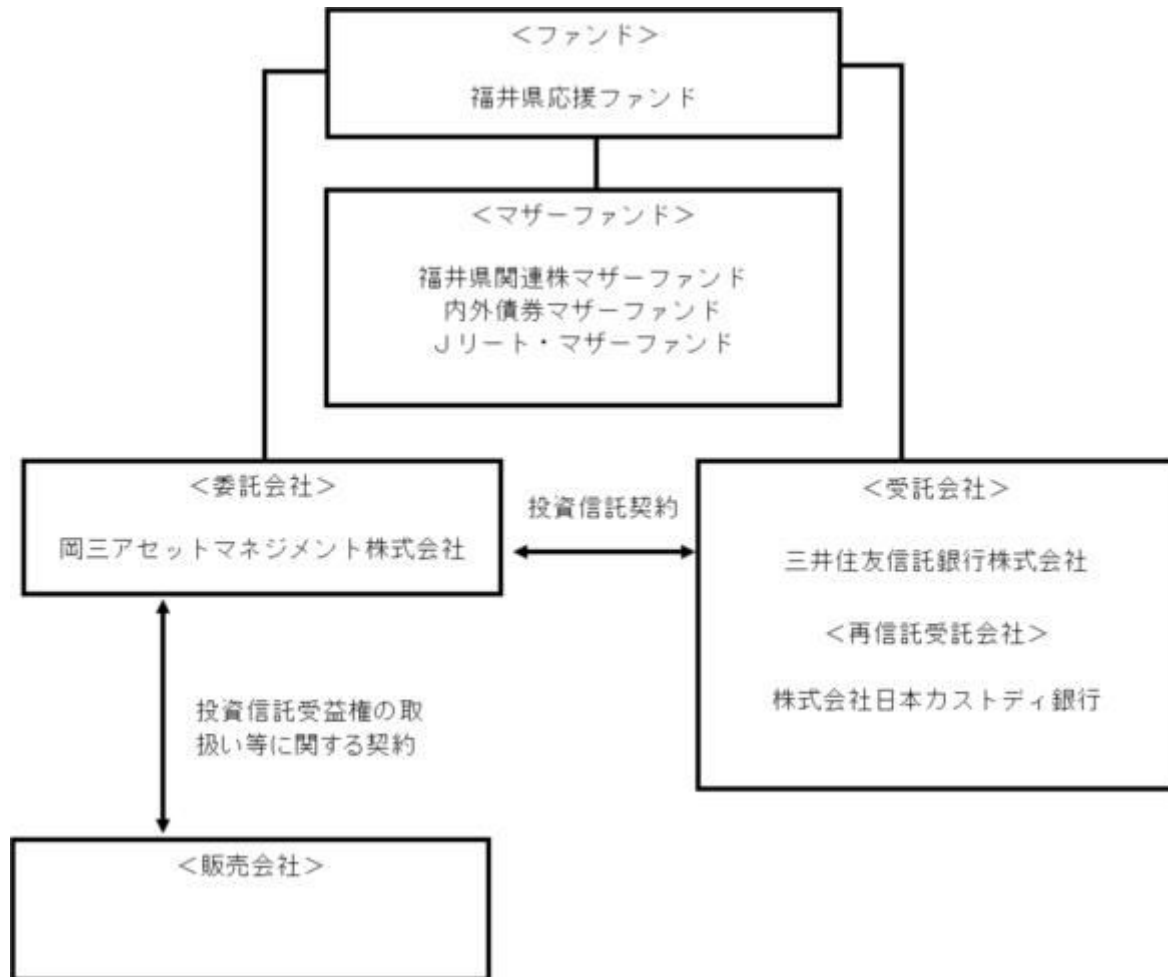 ＜ファンド＞
福井県応援ファンド
＜マザーファンド＞
福井県関連株マザーファンド
内外債券マザーファンド
Ｊリート・マザーファンド
＜委託会社＞
岡三アセットマネジメント株式会社
投資信託契約
＜受託会社＞
三井住友信託銀行株式会社
＜再信託受託会社＞
株式会社日本カストディ銀行
投資信託受益権の取
扱い等に関する契約
＜販売会社＞